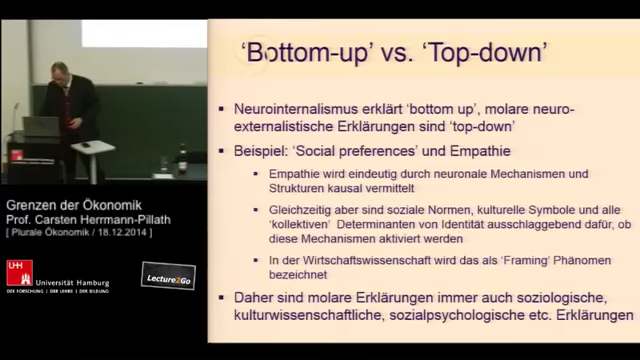 'Bottom-up' vs. 'Top-down'
Neurointernalismus erklärt 'bottom up', molare neuro-
externalistische Erklärungen sind 'top-down'
Beispiel: 'Social preferences' und Empathie
Empathie wird eindeutig durch neuronale Mechanismen und
Strukturen kausal vermittelt
Gleichzeitig aber sind soziale Normen, kulturelle Symbole und alle
'kollektiven' Determinanten von Identität ausschlaggebend dafür, ob
diese Mechanismen aktiviert werden
In der Wirtschaftswissenschaft wird das als 'Framing' Phänomen
bezeichnet
Daher sind molare Erklärungen immer auch soziologische,
kulturwissenschaftliche, sozialpsychologische etc. Erklärungen
Grenzen der Ökonomik
Prof. Carsten Herrmann-Pillath
[ Plurale Ökonomik / 18.12.2014 ]
UH
Universität Hamburg
DER FORSCHUNG | DER LEHRE | DER BILDUNG
Lecture2Go